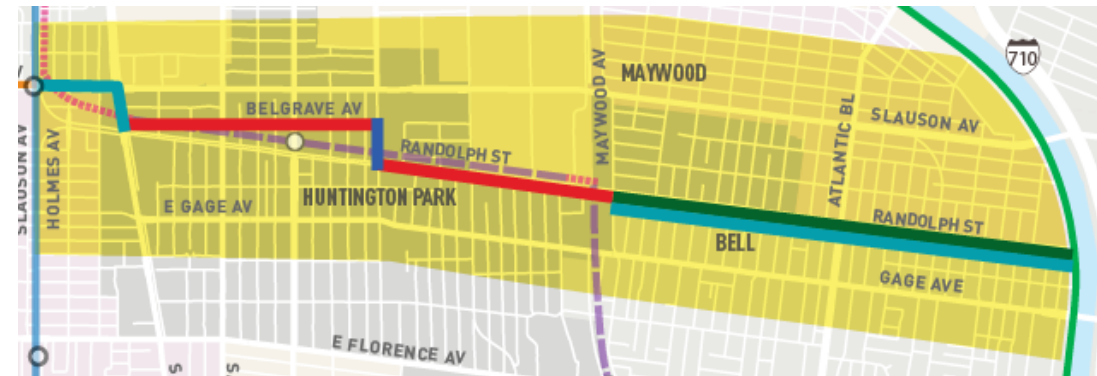 710
MAYWOOD
MAYWOOD AV
BELGRAVE AV
SLAUSON AV
ATLANTIC BL
RANDOLPH ST
SLAUSON AV
HOLMES AV
HUNTINGTON PARK
E GAGE AV
RANDOLPH ST
BELL
GAGE AVE
E FLORENCE AV
S
S